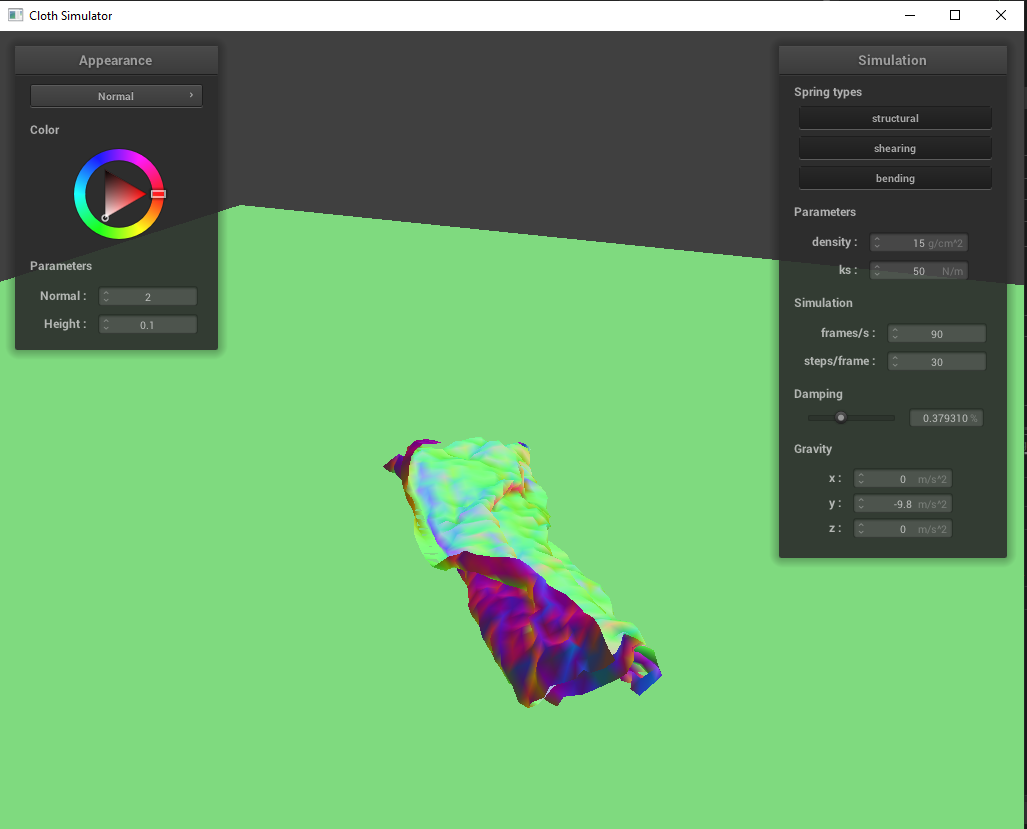 Cloth Simulator
Appearance
Normal
Color
Parameters
Normal : 2
Height : 0.1
Simulation
Spring types
structural
shearing
bending
Parameters
density : 15 g/cm^2
ks : 50 N/m
Simulation
frames/s : 90
steps/frame : 30
Damping
0.379310 %
Gravity
x : 0 m/s^2
y : -9.8 m/s^2
z : 0 m/s^2